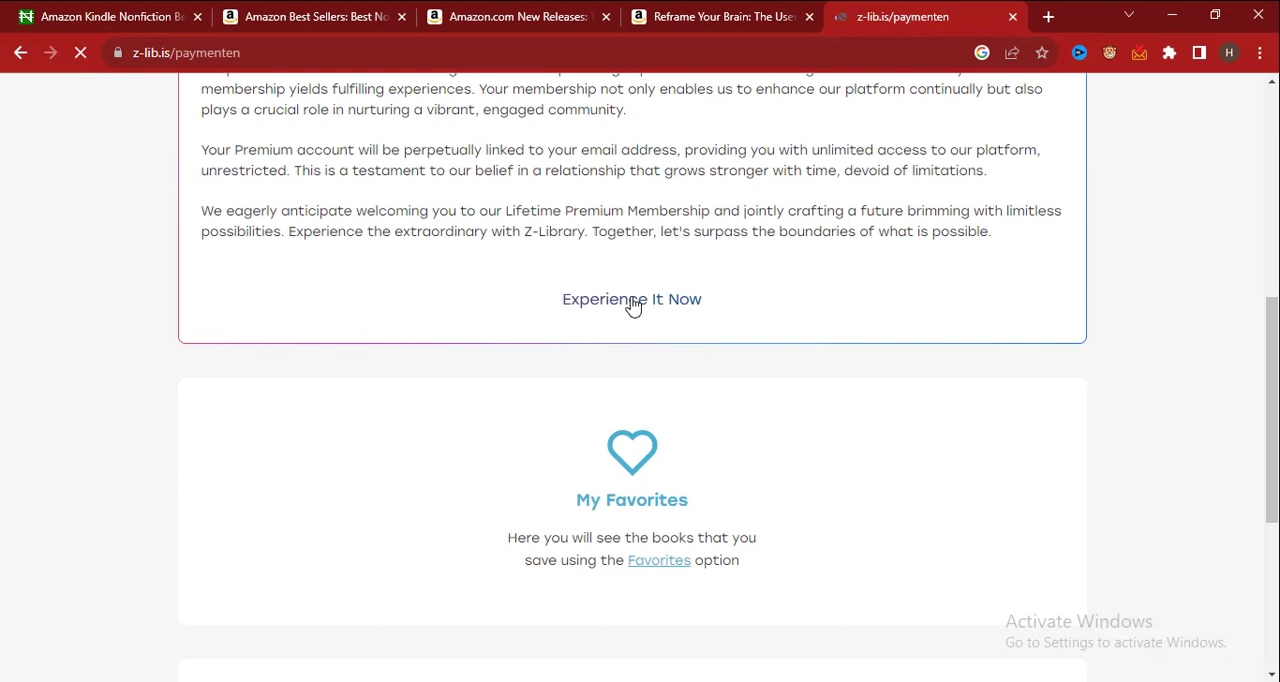 Amazon Kindle Nonfiction Be
Amazon Best Sellers: Best No
Amazon.com New Releases: T
Reframe Your Brain: The User
z-lib.is/paymenten
z-lib.is/paymenten
H
membership yields fulfilling experiences. Your membership not only enables us to enhance our platform continually but also
plays a crucial role in nurturing a vibrant, engaged community.
Your Premium account will be perpetually linked to your email address, providing you with unlimited access to our platform,
unrestricted. This is a testament to our belief in a relationship that grows stronger with time, devoid of limitations.
We eagerly anticipate welcoming you to our Lifetime Premium Membership and jointly crafting a future brimming with limitless
possibilities. Experience the extraordinary with Z-Library. Together, let's surpass the boundaries of what is possible.
Experience It Now
My Favorites
Here you will see the books that you
save using the Favorites option
Activate Windows
Go to Settings to activate Windows.